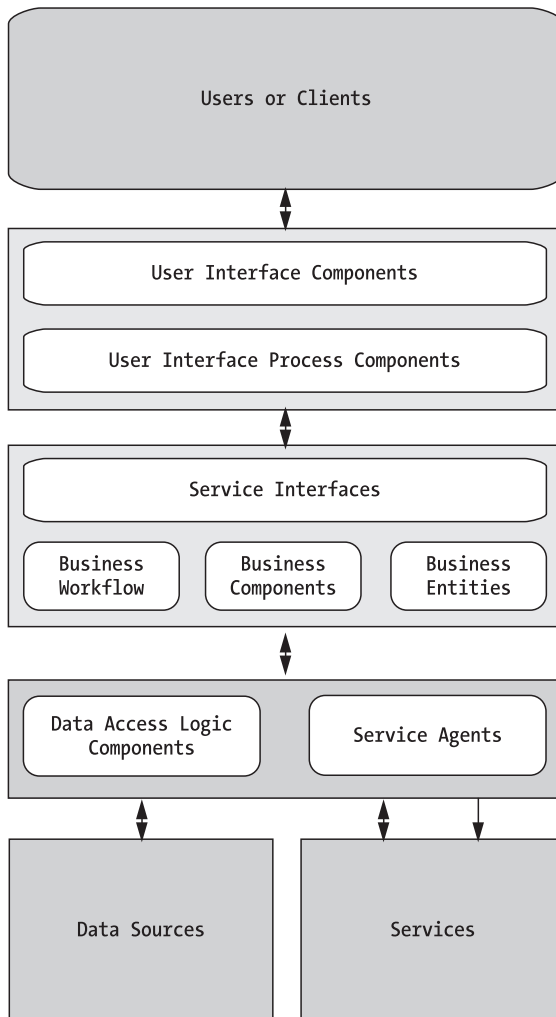 Users or Clients
User Interface Components
User Interface Process Components
Service Interfaces
Business
Workflow
Business
Components
Business
Entities
Data Access Logic
Components
Service Agents
Data Sources
Services